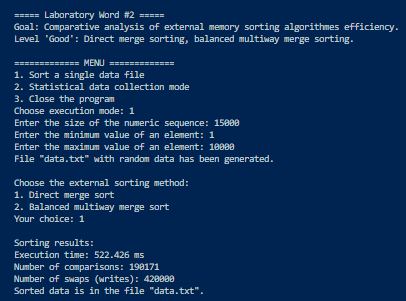 ===== Laboratory Word #2 =====
Goal: Comparative analysis of external memory sorting algorithmes efficiency.
Level 'Good': Direct merge sorting, balanced multiway merge sorting.
============= MENU =============
1. Sort a single data file
2. Statistical data collection mode
3. Close the program
Choose execution mode: 1
Enter the size of the numeric sequence: 15000
Enter the minimum value of an element: 1
Enter the maximum value of an element: 10000
File "data.txt" with random data has been generated.
Choose the external sorting method:
1. Direct merge sort
2. Balanced multiway merge sort
Your choice: 1
Sorting results:
Execution time: 522.426 ms
Number of comparisons: 190171
Number of swaps (writes): 420000
Sorted data is in the file "data.txt".